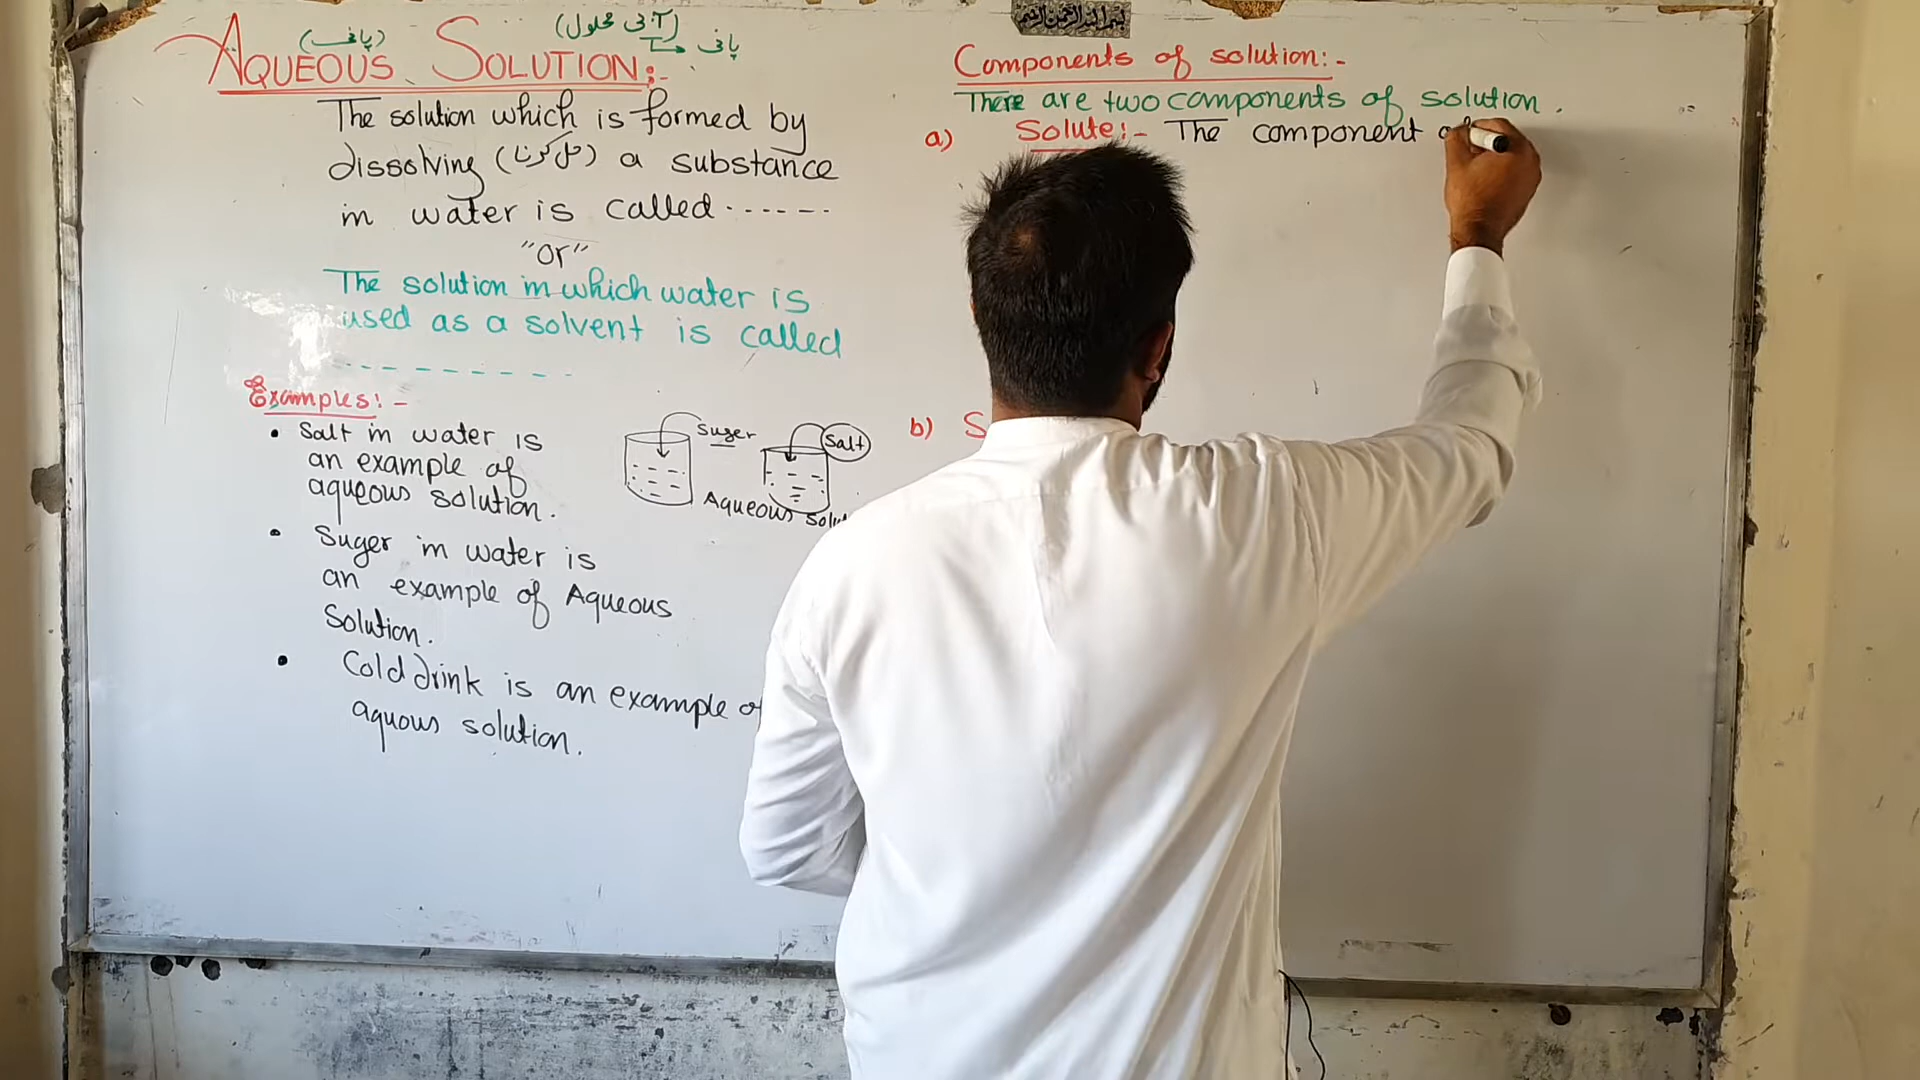 بسم الله الرحمن الرحيم
(پانی) (آبی محلول)
پانی
AQUEOUS SOLUTION:-
The solution which is formed by
dissolving (حل کرنا) a substance
in water is called ------
"or"
The solution in which water is
used as a solvent is called
---------
Examples:-
• Salt in water is
an example of
aqueous solution.
Suger
Salt
Aqueous Solu
• Suger in water is
an example of Aqueous
Solution.
• Cold drink is an example of
aquous solution.
Components of solution:-
There are two components of solution.
a) Solute:- The component
b) S